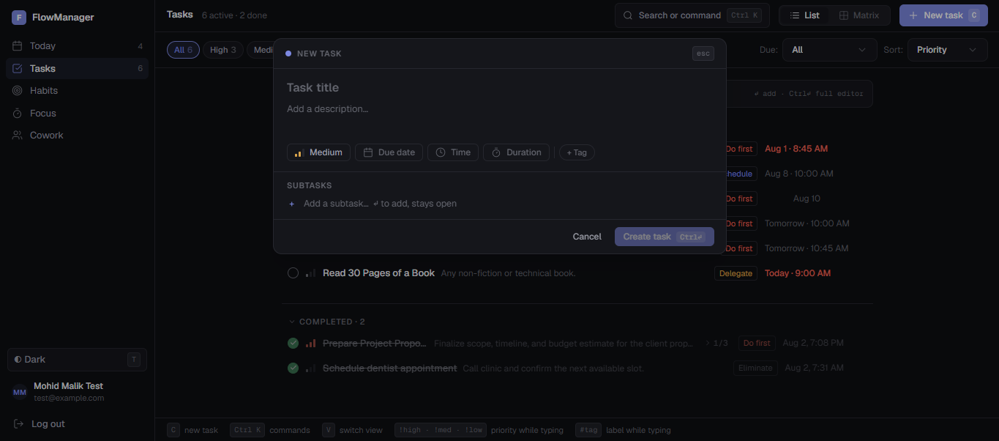 F FlowManager
Today 4
Tasks 6
Habits
Focus
Cowork
Dark T
MM Mohid Malik Test
test@example.com
Log out
Tasks 6 active · 2 done
Search or command Ctrl K
List Matrix
+ New task C
All 6 High 3 Medi
Due: All Sort: Priority
NEW TASK esc
Task title
Add a description…
Medium Due date Time Duration + Tag
SUBTASKS
+ Add a subtask… ↵ to add, stays open
Cancel Create task Ctrl↵
↵ add · Ctrl↵ full editor
Do first Aug 1 · 8:45 AM
hedule Aug 8 · 10:00 AM
Do first Aug 10
Do first Tomorrow · 10:00 AM
Do first Tomorrow · 10:45 AM
Read 30 Pages of a Book Any non-fiction or technical book. Delegate Today · 9:00 AM
COMPLETED · 2
Prepare Project Propo… Finalize scope, timeline, and budget estimate for the client prop… 1/3 Do first Aug 2, 7:08 PM
Schedule dentist appointment Call clinic and confirm the next available slot. Eliminate Aug 2, 7:31 AM
C new task Ctrl K commands V switch view !high · !med · !low priority while typing #tag label while typing